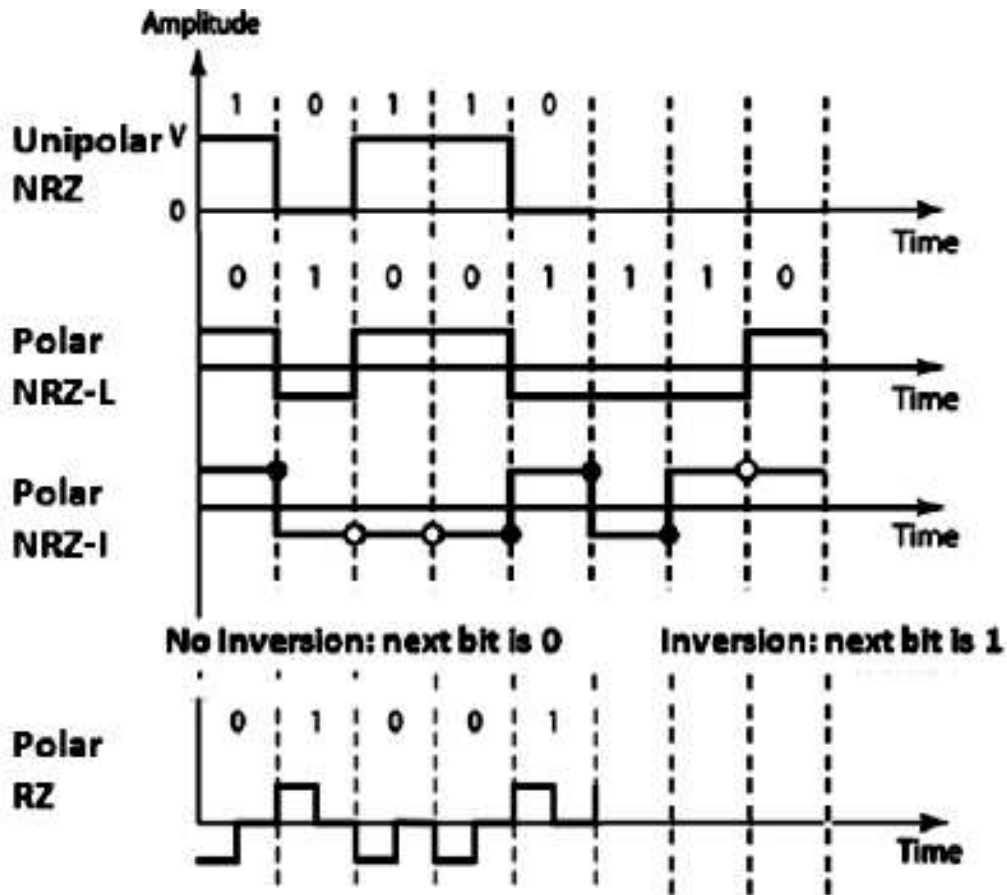 Amplitude
1 0 1 1 0
Unipolar V
NRZ
0
Time
0 1 0 0 1 1 1 0
Polar
NRZ-L
Time
Polar
NRZ-I
Time
No Inversion: next bit is 0 Inversion: next bit is 1
0 1 0 0 1
Polar
RZ
Time